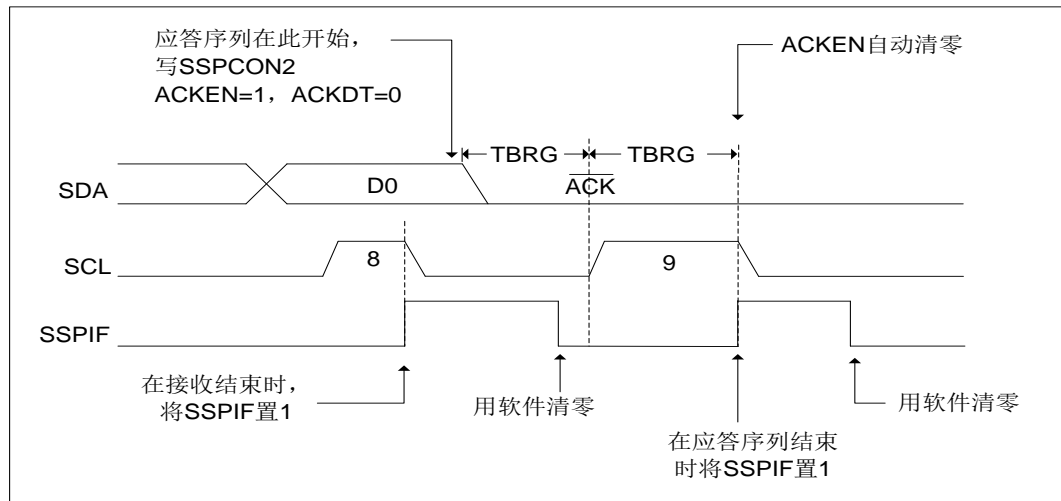 应答序列在此开始，
写SSPCON2
ACKEN=1，ACKDT=0
ACKEN自动清零
TBRG
TBRG
SDA
D0
ACK
SCL
8
9
SSPIF
在接收结束时，
将SSPIF置1
用软件清零
在应答序列结束
时将SSPIF置1
用软件清零